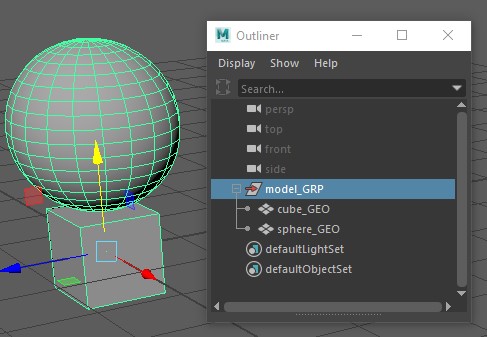 Outliner
Display Show Help
Search...
persp
top
front
side
model_GRP
cube_GEO
sphere_GEO
defaultLightSet
defaultObjectSet